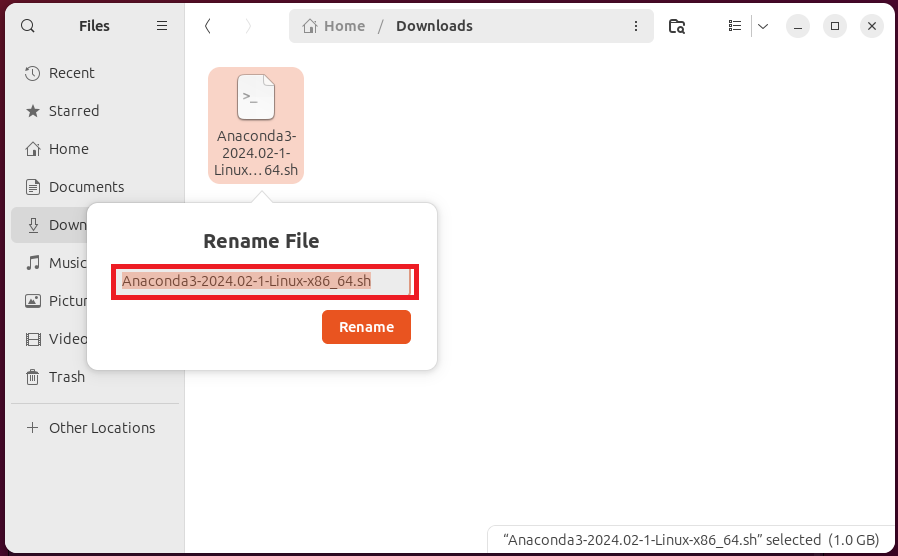 Files
Home / Downloads
Recent
Starred
Home
Documents
Down
Music
Pictur
Video
Trash
Other Locations
>_
Anaconda3-
2024.02-1-
Linux…64.sh
Rename File
Anaconda3-2024.02-1-Linux-x86_64.sh
Rename
“Anaconda3-2024.02-1-Linux-x86_64.sh” selected (1.0 GB)